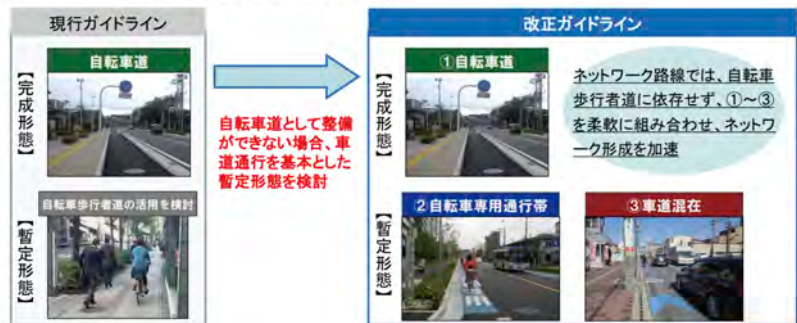 現行ガイドライン
【完成形態】
自転車道
【暫定形態】
自転車歩行者道の活用を検討
自転車道として整備
ができない場合、車
道通行を基本とした
暫定形態を検討
改正ガイドライン
【完成形態】
①自転車道
ネットワーク路線では、自転車
歩行者道に依存せず、①～③
を柔軟に組み合わせ、ネットワ
ーク形成を加速
【暫定形態】
②自転車専用通行帯
③車道混在